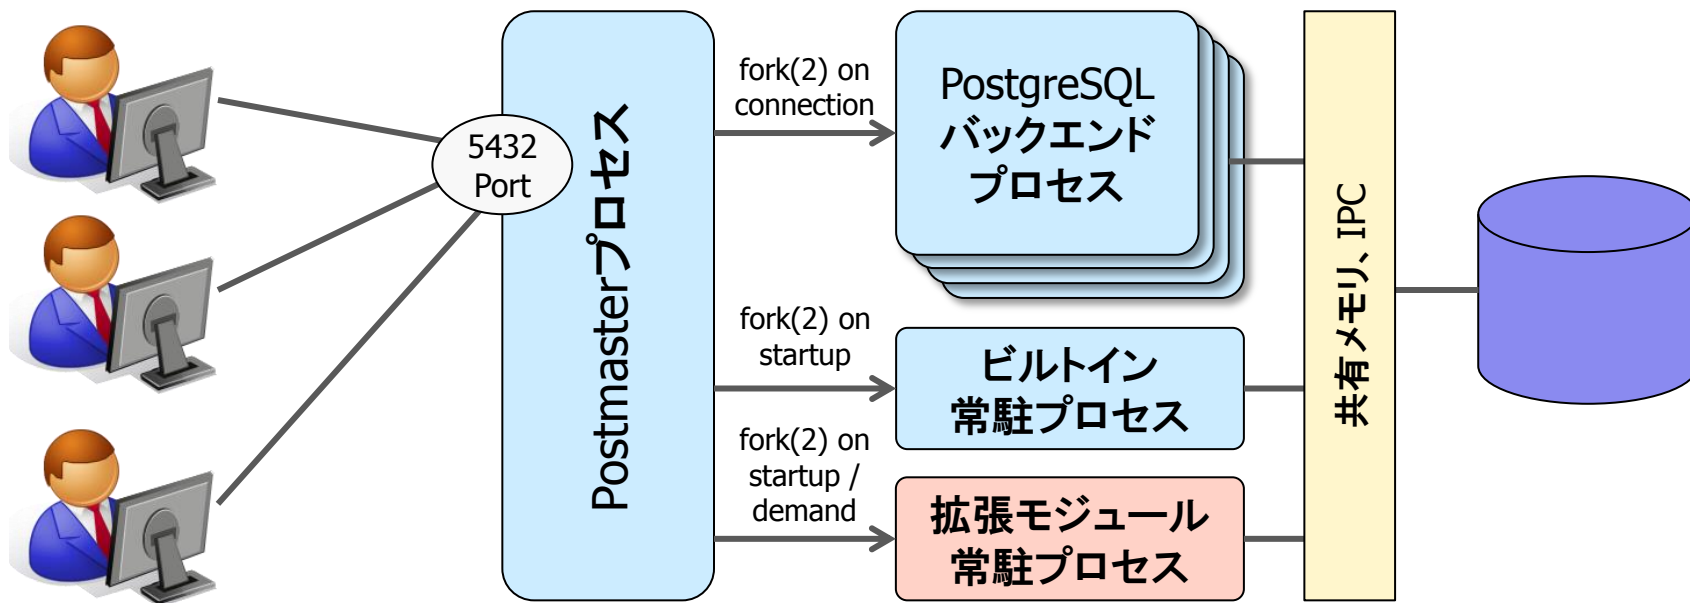 5432
Port
Postmasterプロセス
fork(2) on
connection
PostgreSQL
バックエンド
プロセス
fork(2) on
startup
ビルトイン
常駐プロセス
fork(2) on
startup /
demand
拡張モジュール
常駐プロセス
共有メモリ、IPC